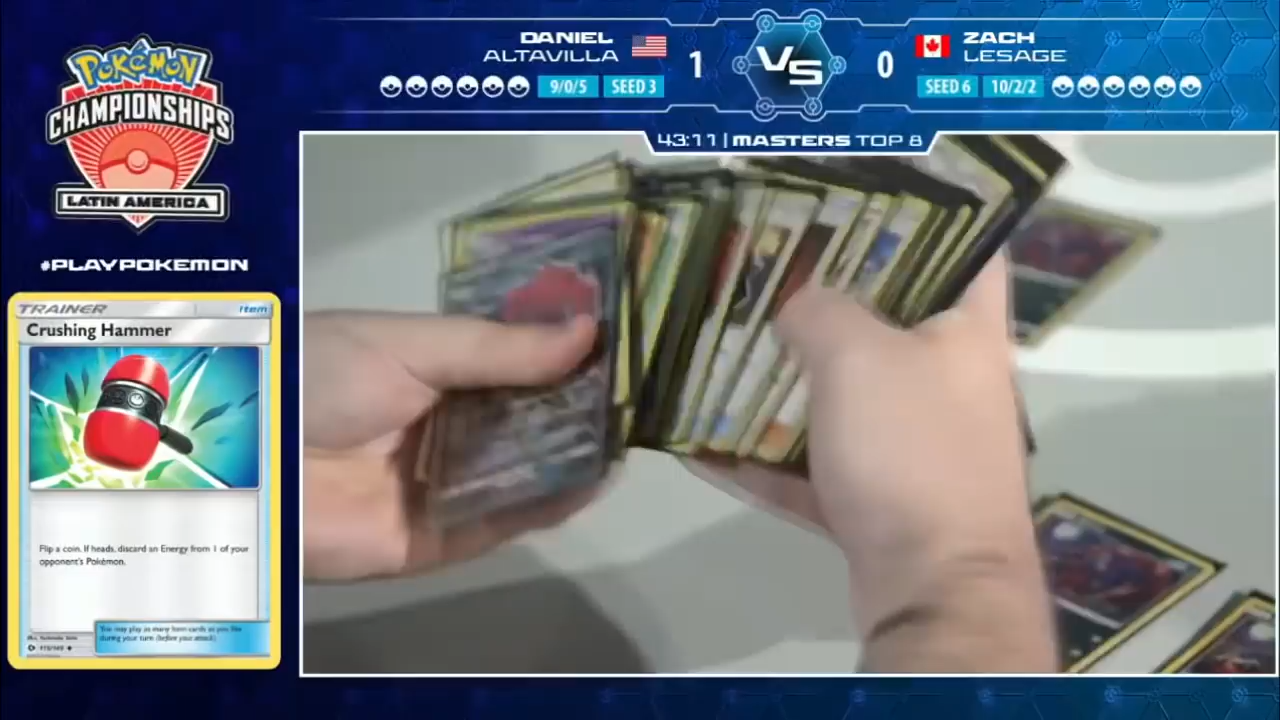 Pokémon
CHAMPIONSHIPS
LATIN AMERICA
#PLAYPOKEMON
DANIEL
ALTAVILLA
9/0/5
SEED 3
1
VS
0
ZACH
LESAGE
SEED 6
10/2/2
43:11 | MASTERS TOP 8
TRAINER
Item
Crushing Hammer
Flip a coin. If heads, discard an Energy from 1 of your
opponent's Pokémon.
You may play as many Item cards as you like
during your turn (before your attack).